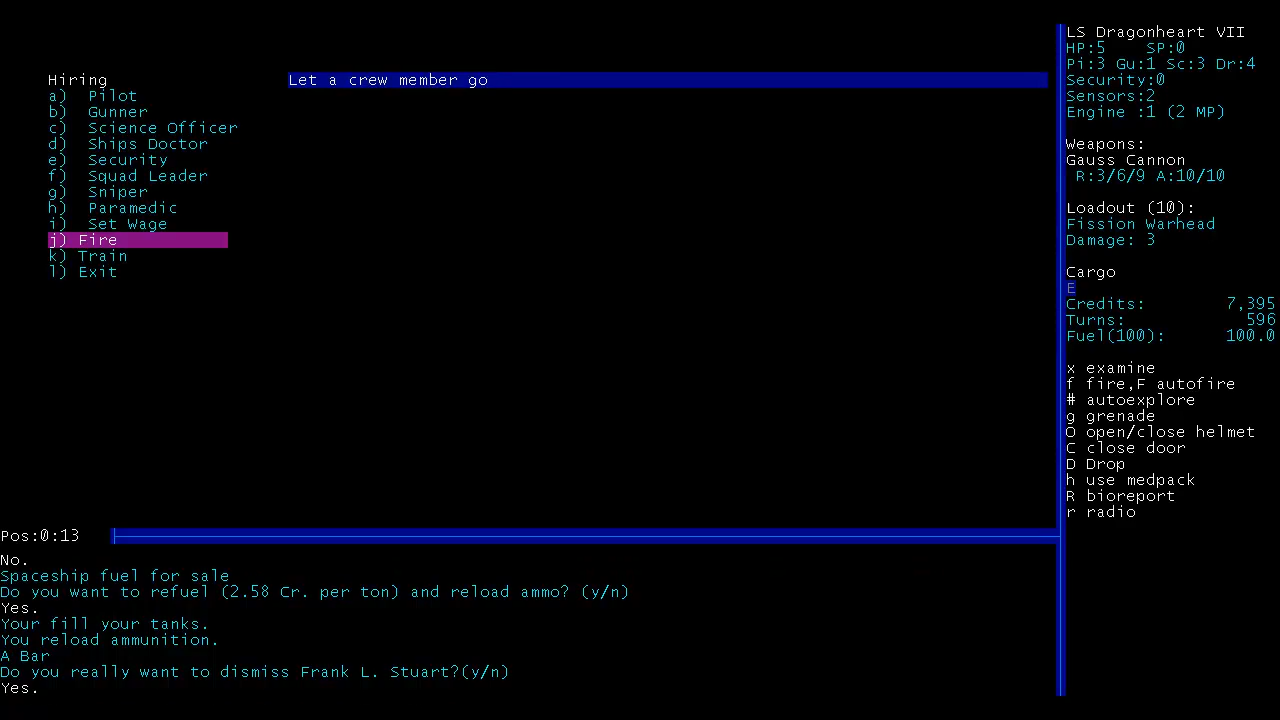 Hiring
a) Pilot
b) Gunner
c) Science Officer
d) Ships Doctor
e) Security
f) Squad Leader
g) Sniper
h) Paramedic
i) Set Wage
j) Fire
k) Train
l) Exit
Let a crew member go
LS Dragonheart VII
HP:5 SP:0
Pi:3 Gu:1 Sc:3 Dr:4
Security:0
Sensors:2
Engine :1 (2 MP)
Weapons:
Gauss Cannon
R:3/6/9 A:10/10
Loadout (10):
Fission Warhead
Damage: 3
Cargo
E
Credits: 7,395
Turns: 596
Fuel(100): 100.0
x examine
f fire,F autofire
# autoexplore
g grenade
O open/close helmet
C close door
D Drop
h use medpack
R bioreport
r radio
Pos:0:13
No.
Spaceship fuel for sale
Do you want to refuel (2.58 Cr. per ton) and reload ammo? (y/n)
Yes.
Your fill your tanks.
You reload ammunition.
A Bar
Do you really want to dismiss Frank L. Stuart?(y/n)
Yes.